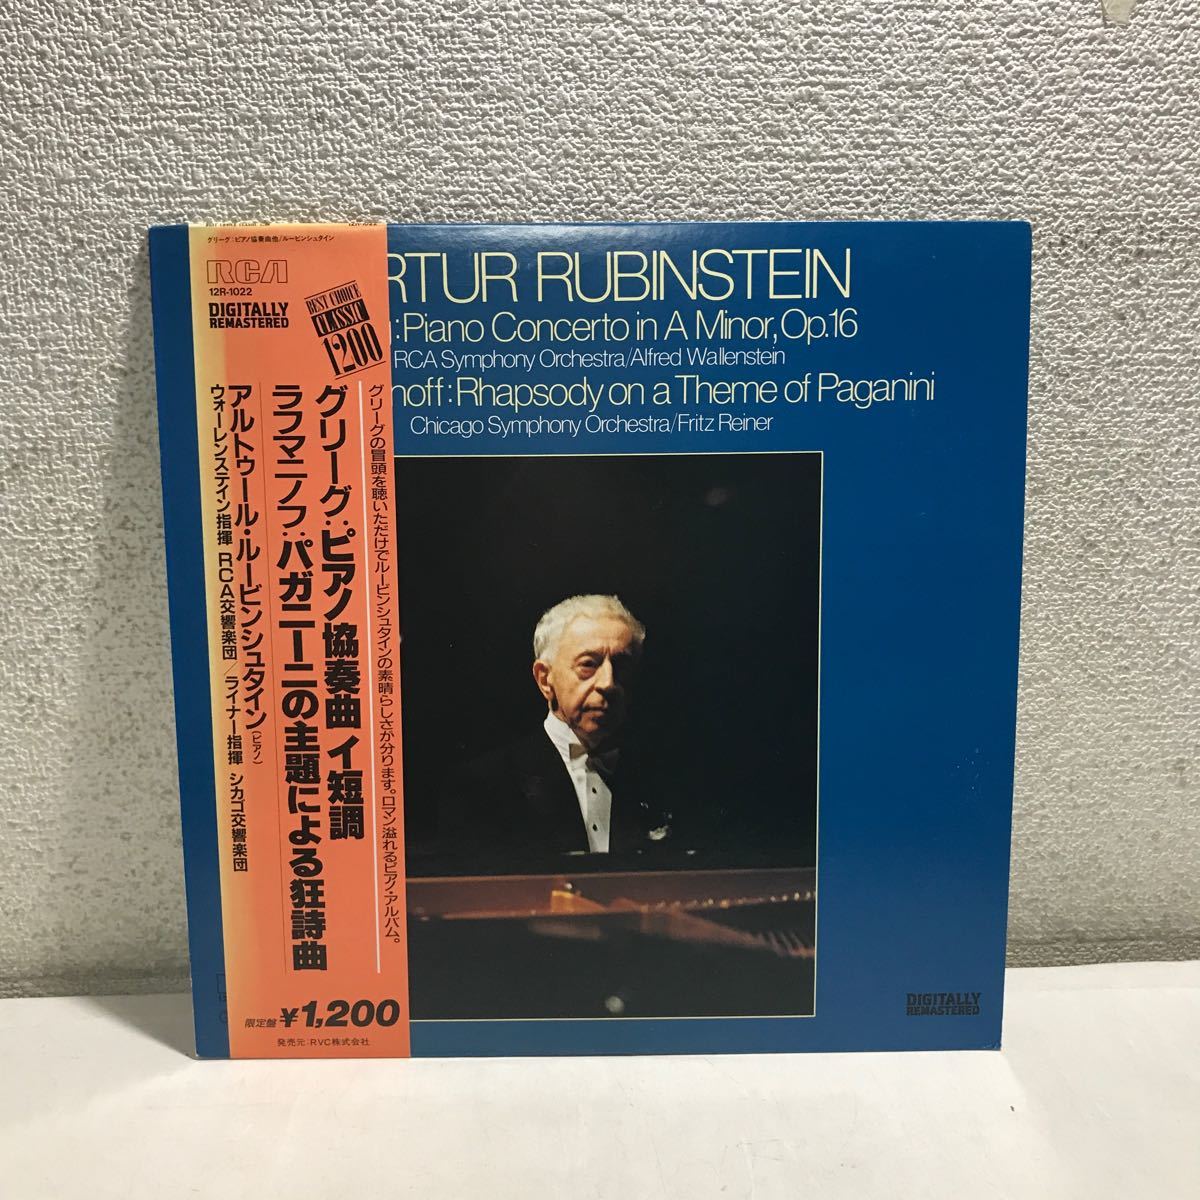 グリーグ:ピアノ協奏曲他/ルービンシュタイン
RCA
12R-1022
DIGITALLY
REMASTERED
BEST CHOICE
CLASSIC
1200
グリーグの冒頭を聴いただけでルービンシュタインの素晴らしさが分ります。ロマン溢れるピアノ・アルバム。
グリーグ:ピアノ協奏曲 イ短調
ラフマニノフ:パガニーニの主題による狂詩曲
アルトゥール・ルービンシュタイン(ピアノ)
ウォーレンステイン指揮 RCA交響楽団/ライナー指揮 シカゴ交響楽団
限定盤 ¥1,200
発売元:RVC株式会社
RTUR RUBINSTEIN
:Piano Concerto in A Minor,Op.16
RCA Symphony Orchestra/Alfred Wallenstein
noff:Rhapsody on a Theme of Paganini
Chicago Symphony Orchestra/Fritz Reiner
DIGITALLY
REMASTERED